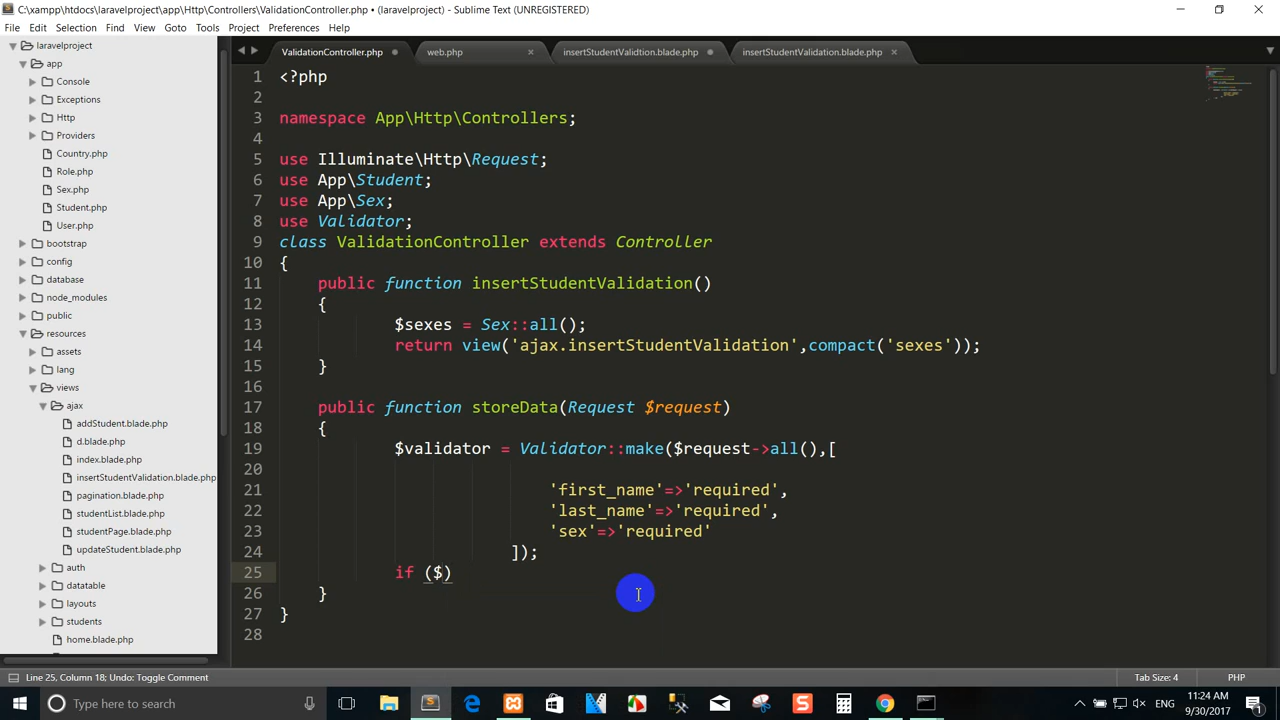 C:\xampp\htdocs\laravelproject\app\Http\Controllers\ValidationController.php • (laravelproject) - Sublime Text (UNREGISTERED)
File Edit Selection Find View Goto Tools Project Preferences Help
laravelproject
app
Console
Exceptions
Http
Providers
Country.php
Role.php
Sex.php
Student.php
User.php
bootstrap
config
database
node_modules
public
resources
assets
lang
views
ajax
addStudent.blade.php
d.blade.php
index.blade.php
insertStudentValidation.blade.php
pagination.blade.php
studentList.blade.php
studentPage.blade.php
updateStudent.blade.php
auth
datatable
layouts
students
home.blade.php
ValidationController.php web.php insertStudentValidtion.blade.php insertStudentValidation.blade.php
1 <?php
2
3 namespace App\Http\Controllers;
4
5 use Illuminate\Http\Request;
6 use App\Student;
7 use App\Sex;
8 use Validator;
9 class ValidationController extends Controller
10 {
11 public function insertStudentValidation()
12 {
13 $sexes = Sex::all();
14 return view('ajax.insertStudentValidation',compact('sexes'));
15 }
16
17 public function storeData(Request $request)
18 {
19 $validator = Validator::make($request->all(),[
20
21 'first_name'=>'required',
22 'last_name'=>'required',
23 'sex'=>'required'
24 ]);
25 if ($)
26 }
27 }
28
Line 25, Column 18; Undo: Toggle Comment Tab Size: 4 PHP
Type here to search
ENG
11:24 AM
9/30/2017